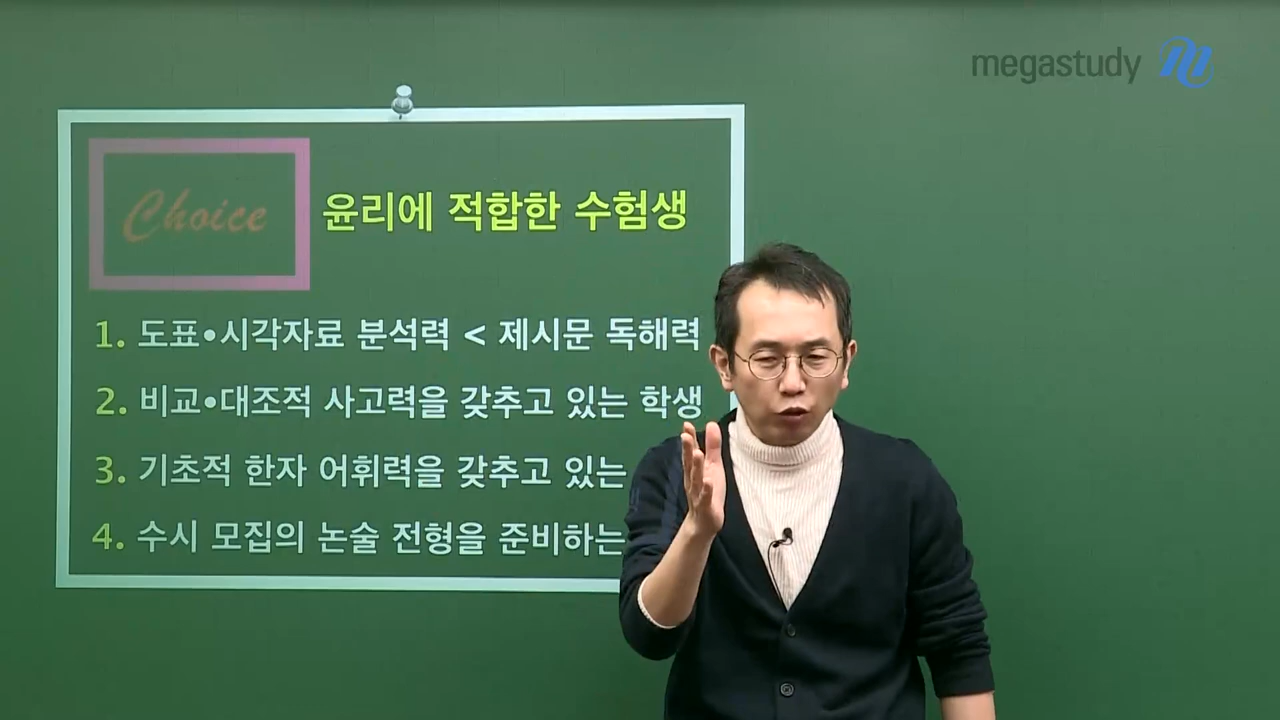 megastudy
Choice
윤리에 적합한 수험생
1. 도표•시각자료 분석력 < 제시문 독해력
2. 비교•대조적 사고력을 갖추고 있는 학생
3. 기초적 한자 어휘력을 갖추고 있는
4. 수시 모집의 논술 전형을 준비하는